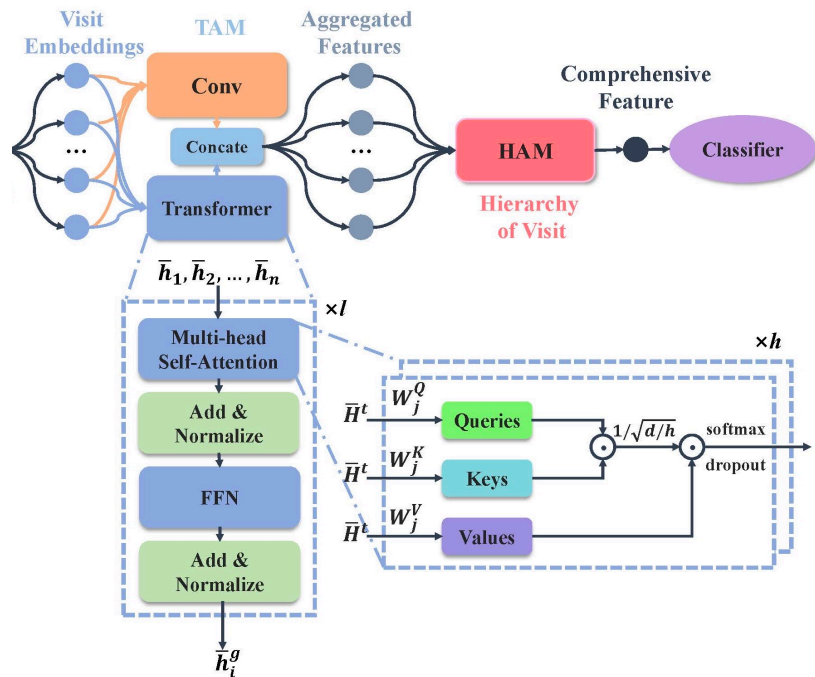 Visit
Embeddings
TAM
Aggregated
Features
Conv
Concate
Transformer
...
...
Comprehensive
Feature
HAM
Classifier
Hierarchy
of Visit
h̅₁, h̅₂, ..., h̅ₙ
×l
Multi-head
Self-Attention
Add &
Normalize
FFN
Add &
Normalize
h̅ᵢᵍ
×h
H̅ᵗ
W_j^Q
Queries
H̅ᵗ
W_j^K
Keys
H̅ᵗ
W_j^V
Values
1/√d/h
softmax
dropout